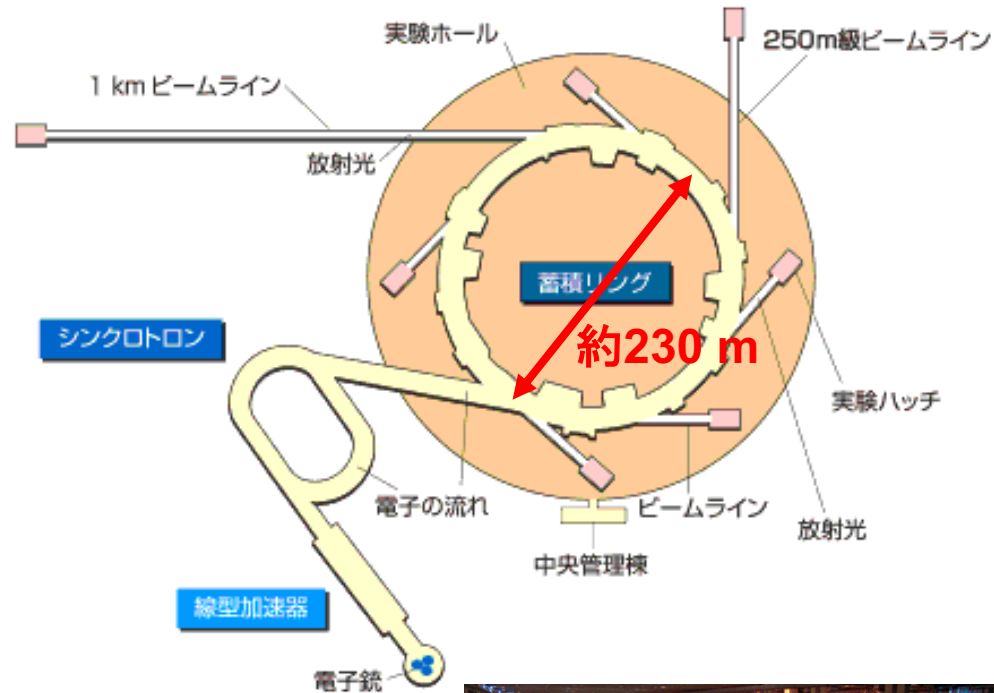 実験ホール
250m級ビームライン
1 kmビームライン
放射光
蓄積リング
シンクロトロン
約230 m
実験ハッチ
電子の流れ
ビームライン
放射光
中央管理棟
線型加速器
電子銃